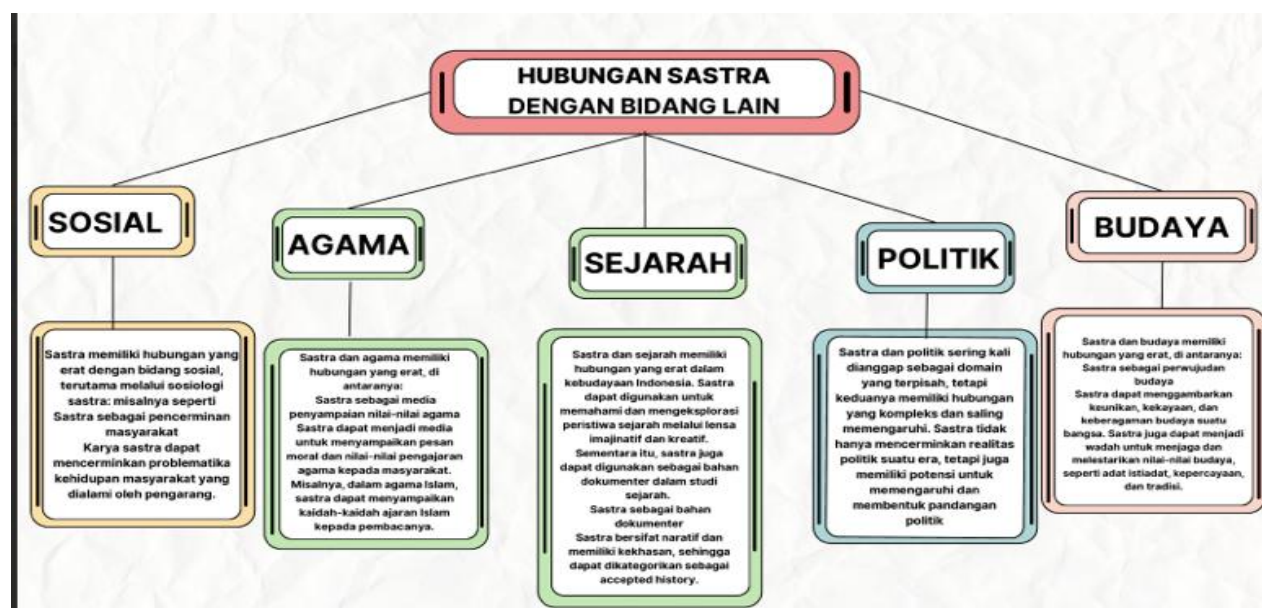 HUBUNGAN SASTRA
DENGAN BIDANG LAIN
SOSIAL
Sastra memiliki hubungan yang
erat dengan bidang sosial,
terutama melalui sosiologi
sastra: misalnya seperti
Sastra sebagai pencerminan
masyarakat
Karya sastra dapat
mencerminkan problematika
kehidupan masyarakat yang
dialami oleh pengarang.
AGAMA
Sastra dan agama memiliki
hubungan yang erat, di
antaranya:
Sastra sebagai media
penyampaian nilai-nilai agama
Sastra dapat menjadi media
untuk menyampaikan pesan
moral dan nilai-nilai pengajaran
agama kepada masyarakat.
Misalnya, dalam agama Islam,
sastra dapat menyampaikan
kaidah-kaidah ajaran Islam
kepada pembacanya.
SEJARAH
Sastra dan sejarah memiliki
hubungan yang erat dalam
kebudayaan Indonesia. Sastra
dapat digunakan untuk
memahami dan mengeksplorasi
peristiwa sejarah melalui lensa
imajinatif dan kreatif.
Sementara itu, sastra juga
dapat digunakan sebagai bahan
dokumenter dalam studi
sejarah.
Sastra sebagai bahan
dokumenter
Sastra bersifat naratif dan
memiliki kekhasan, sehingga
dapat dikategorikan sebagai
accepted history.
POLITIK
Sastra dan politik sering kali
dianggap sebagai domain
yang terpisah, tetapi
keduanya memiliki hubungan
yang kompleks dan saling
memengaruhi. Sastra tidak
hanya mencerminkan realitas
politik suatu era, tetapi juga
memiliki potensi untuk
memengaruhi dan
membentuk pandangan
politik
BUDAYA
Sastra dan budaya memiliki
hubungan yang erat, di antaranya:
Sastra sebagai perwujudan
budaya
Sastra dapat menggambarkan
keunikan, kekayaan, dan
keberagaman budaya suatu
bangsa. Sastra juga dapat menjadi
wadah untuk menjaga dan
melestarikan nilai-nilai budaya,
seperti adat istiadat, kepercayaan,
dan tradisi.